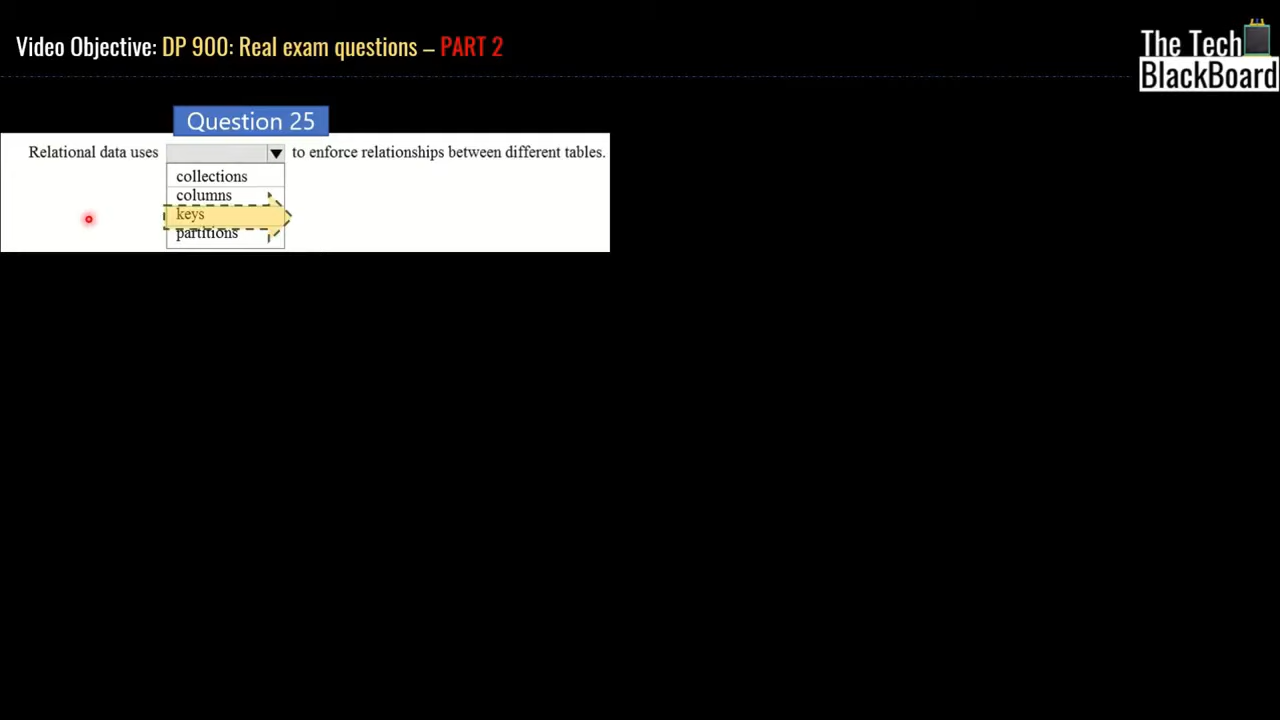 Video Objective: DP 900: Real exam questions – PART 2
The Tech
BlackBoard
Question 25
Relational data uses to enforce relationships between different tables.
collections
columns
keys
partitions